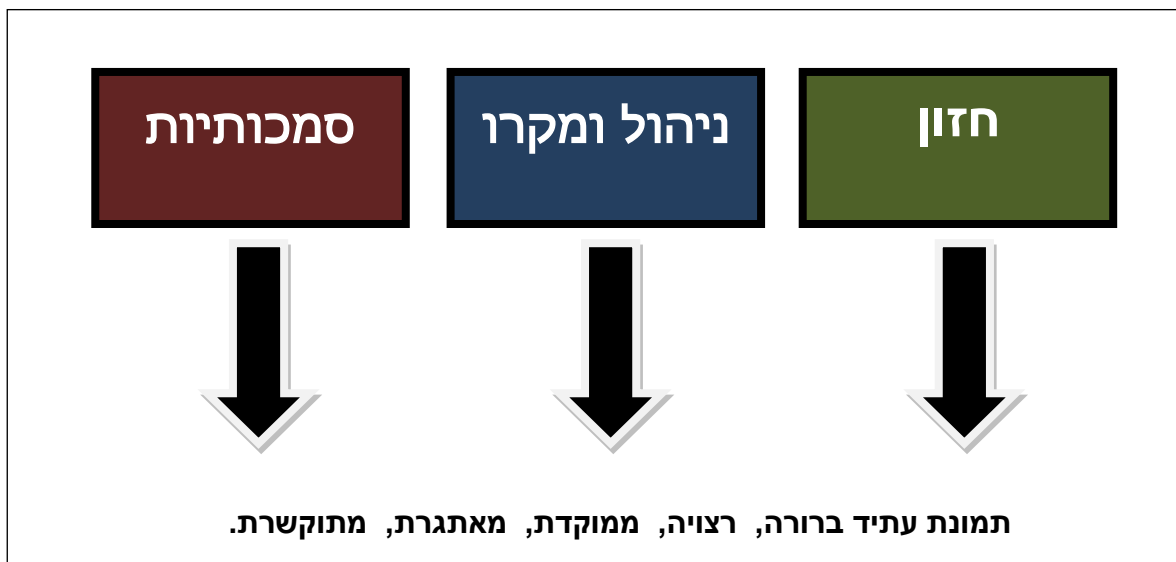 חזון
ניהול ומקרו
סמכותיות
תמונת עתיד ברורה, רצויה, ממוקדת, מאתגרת, מתוקשרת.